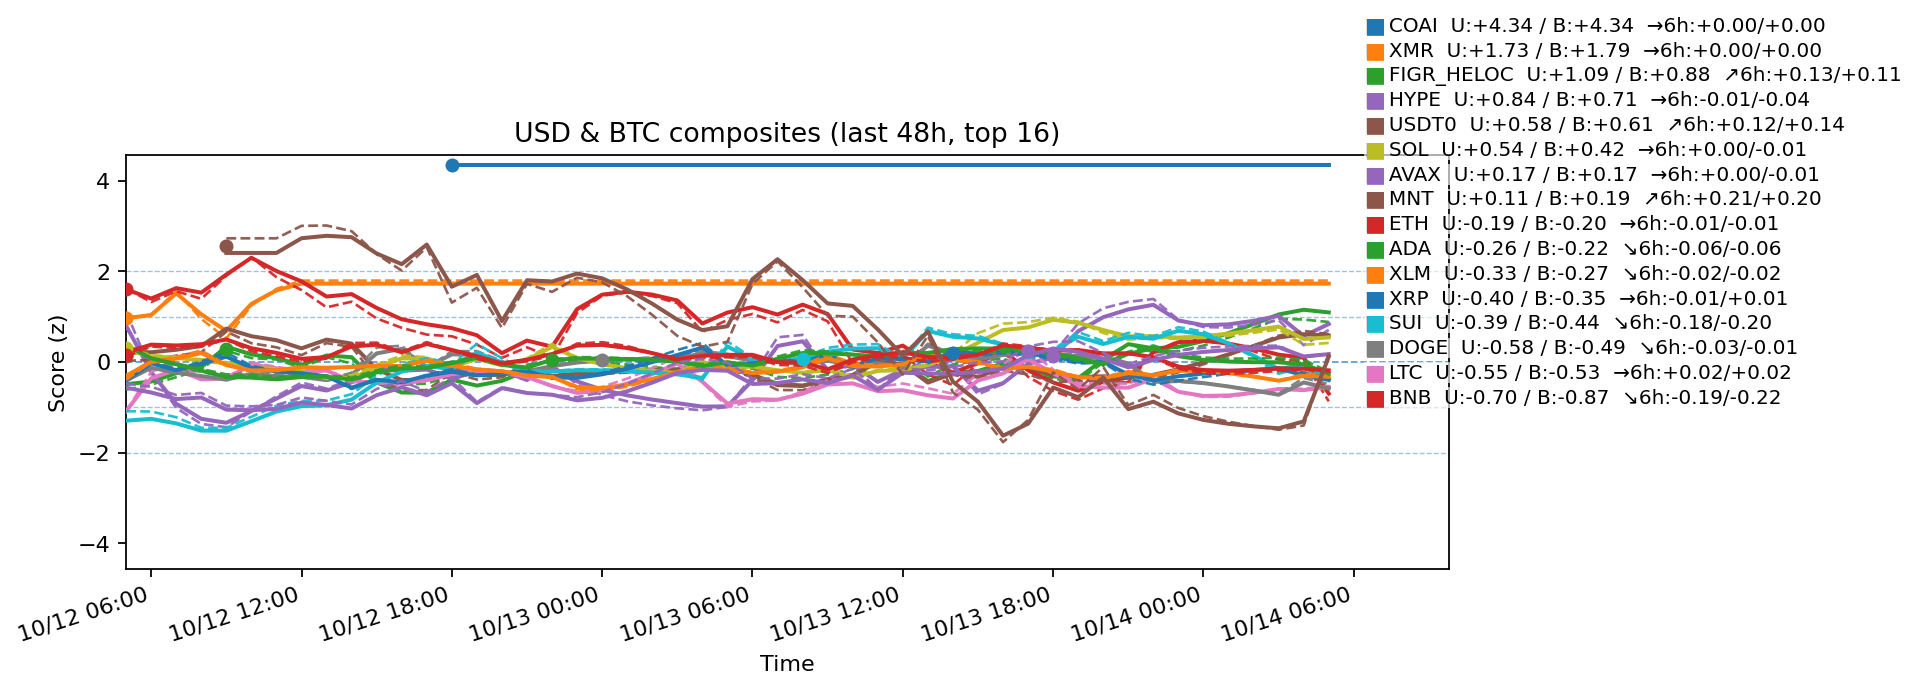 COAI  U:+4.34 / B:+4.34  →6h:+0.00/+0.00
XMR  U:+1.73 / B:+1.79  →6h:+0.00/+0.00
FIGR_HELOC  U:+1.09 / B:+0.88  ↗6h:+0.13/+0.11
HYPE  U:+0.84 / B:+0.71  →6h:-0.01/-0.04
USDT0  U:+0.58 / B:+0.61  ↗6h:+0.12/+0.14
SOL  U:+0.54 / B:+0.42  →6h:+0.00/-0.01
AVAX  U:+0.17 / B:+0.17  →6h:+0.00/-0.01
MNT  U:+0.11 / B:+0.19  ↗6h:+0.21/+0.20
ETH  U:-0.19 / B:-0.20  →6h:-0.01/-0.01
ADA  U:-0.26 / B:-0.22  ↘6h:-0.06/-0.06
XLM  U:-0.33 / B:-0.27  ↘6h:-0.02/-0.02
XRP  U:-0.40 / B:-0.35  →6h:-0.01/+0.01
SUI  U:-0.39 / B:-0.44  ↘6h:-0.18/-0.20
DOGE  U:-0.58 / B:-0.49  ↘6h:-0.03/-0.01
LTC  U:-0.55 / B:-0.53  →6h:+0.02/+0.02
BNB  U:-0.70 / B:-0.87  ↘6h:-0.19/-0.22
USD & BTC composites (last 48h, top 16)
Score (z)
4
2
0
−2
−4
10/12 06:00
10/12 12:00
10/12 18:00
10/13 00:00
10/13 06:00
10/13 12:00
10/13 18:00
10/14 00:00
10/14 06:00
Time